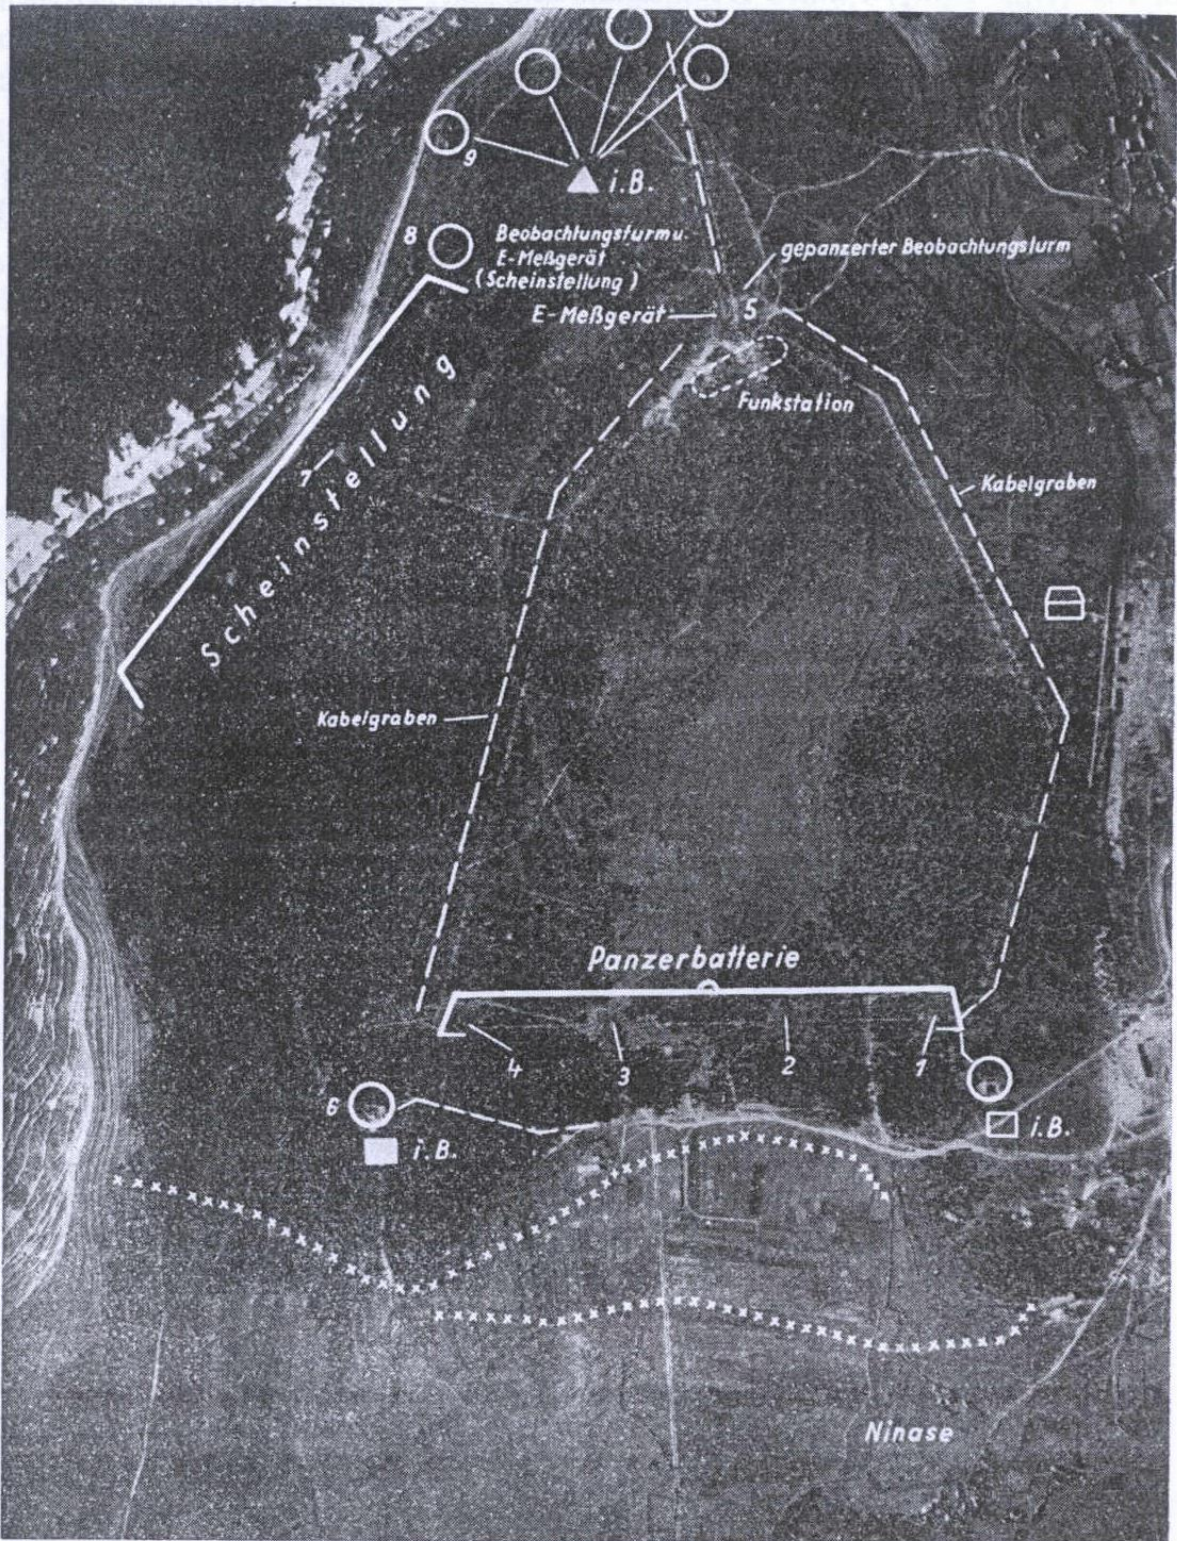 9
i.B.
8
Beobachtungsturm u.
E-Meßgerät
(Scheinstellung)
gepanzerter Beobachtungsturm
E-Meßgerät
5
Funkstation
Scheinstellung
7
Kabelgraben
Kabelgraben
Panzerbatterie
4
3
2
1
6
i.B.
i.B.
Ninase